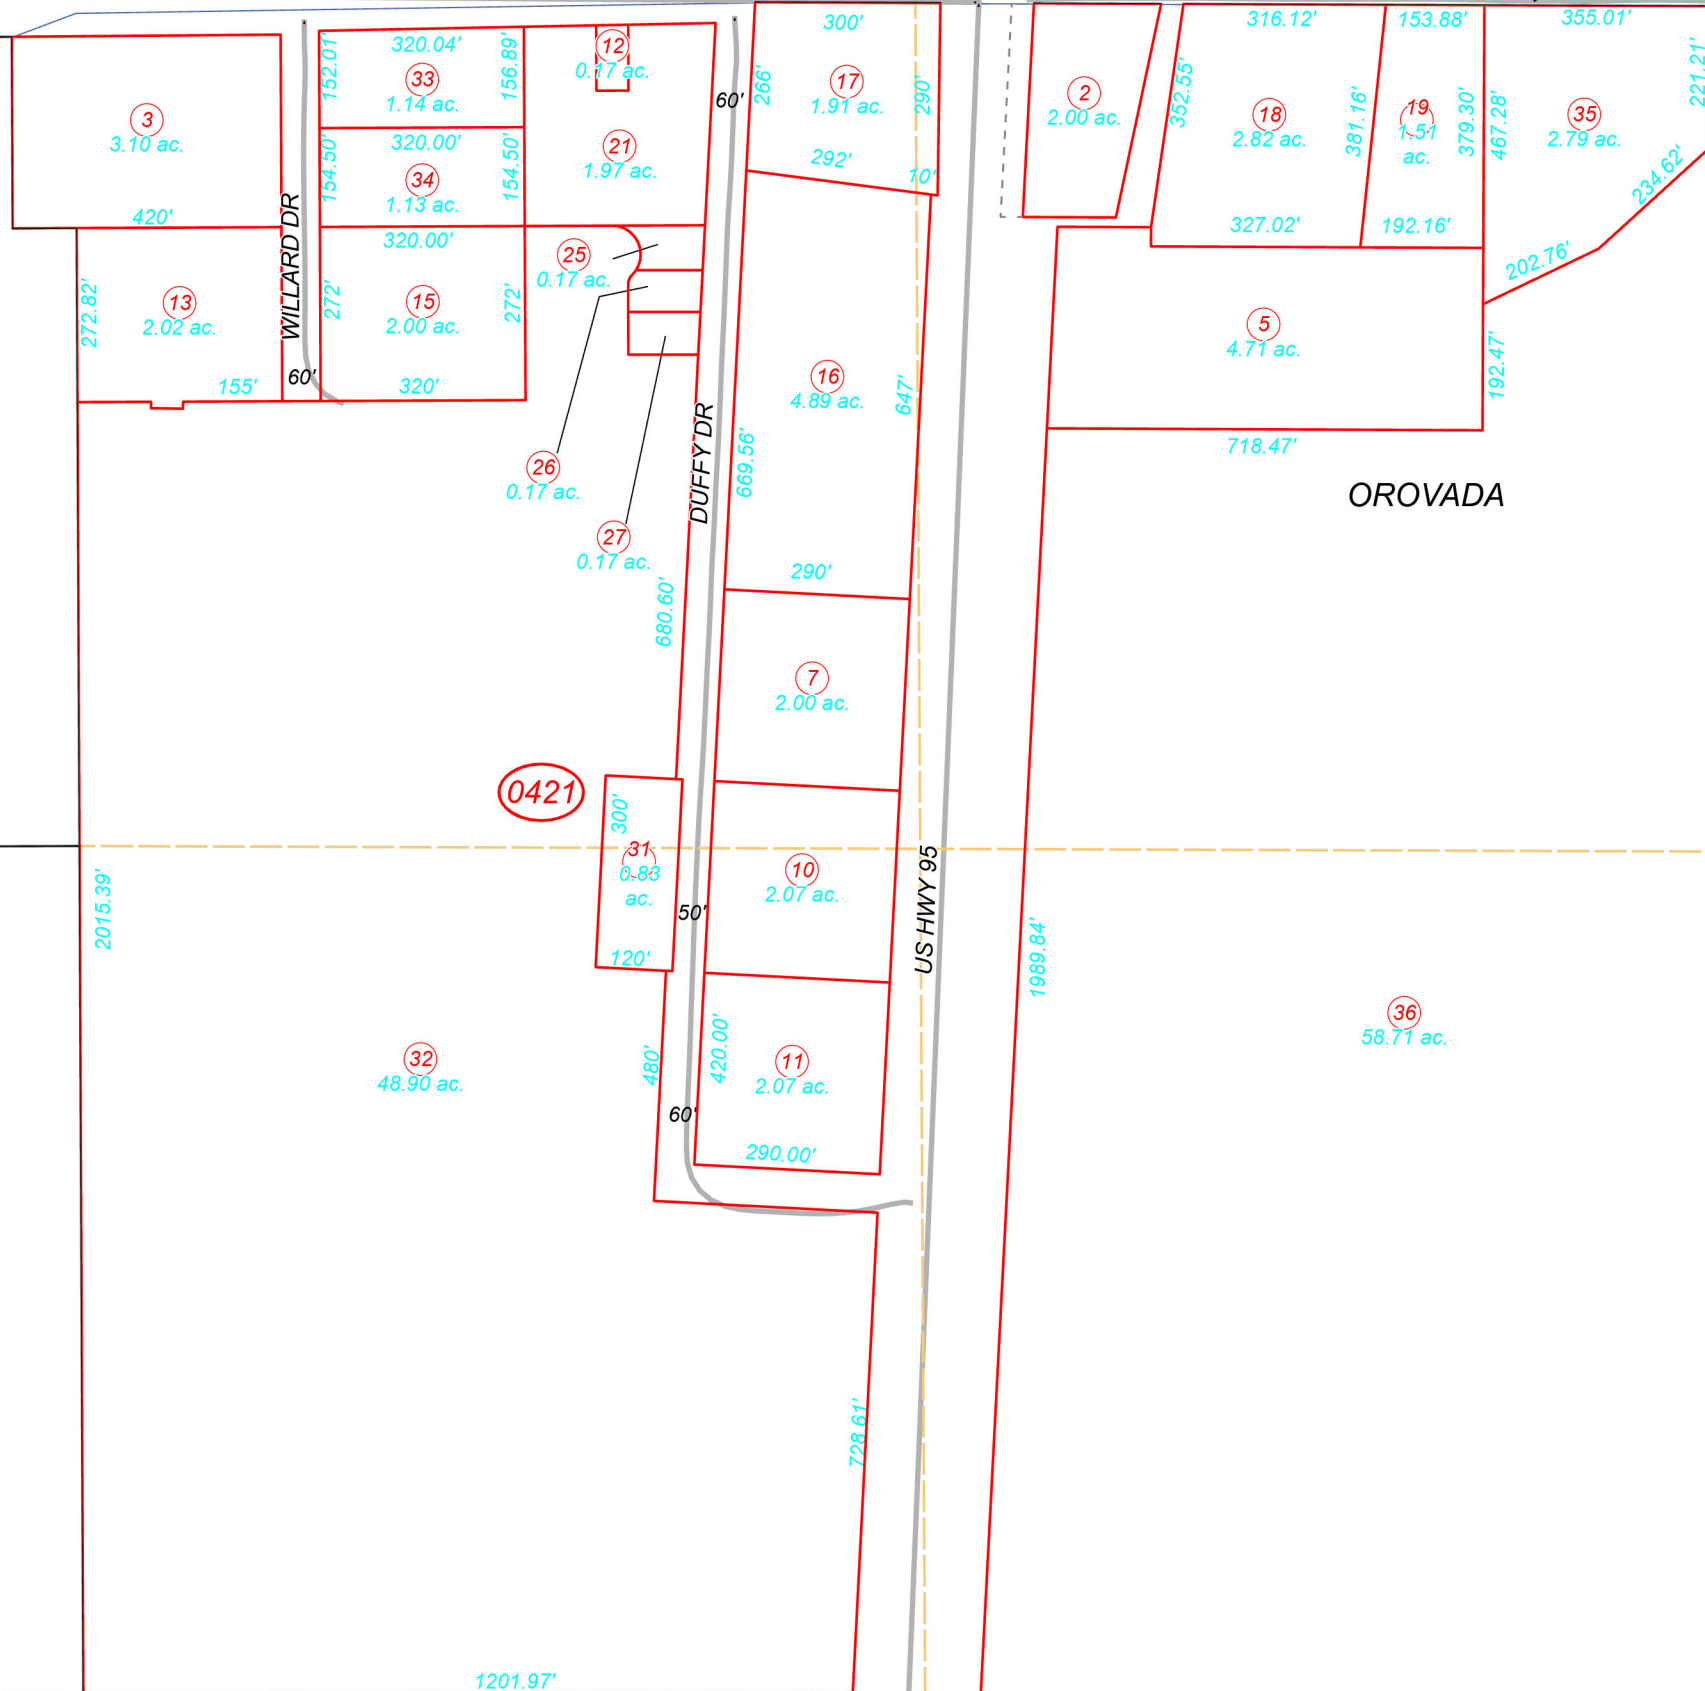 300'
316.12'
153.88'
355.01'
320.04'
152.01'
156.89'
12
0.17 ac.
33
1.14 ac.
60'
266'
17
1.91 ac.
290'
2
2.00 ac.
352.55'
18
2.82 ac.
381.16'
19
1.51
ac.
379.30'
467.28'
35
2.79 ac.
221.21'
3
3.10 ac.
320.00'
154.50'
154.50'
34
1.13 ac.
21
1.97 ac.
292'
10'
234.62'
420'
WILLARD DR
320.00'
327.02'
192.16'
202.76'
25
0.17 ac.
272.82'
13
2.02 ac.
272'
15
2.00 ac.
272'
5
4.71 ac.
192.47'
155'
60'
320'
16
4.89 ac.
647'
DUFFY DR
669.56'
718.47'
26
0.17 ac.
OROVADA
27
0.17 ac.
290'
680.60'
7
2.00 ac.
0421
300'
31
0.83
ac.
10
2.07 ac.
US HWY 95
2015.39'
50'
120'
1989.84'
36
58.71 ac.
32
48.90 ac.
480'
420.00'
11
2.07 ac.
60'
290.00'
728.61'
1201.97'